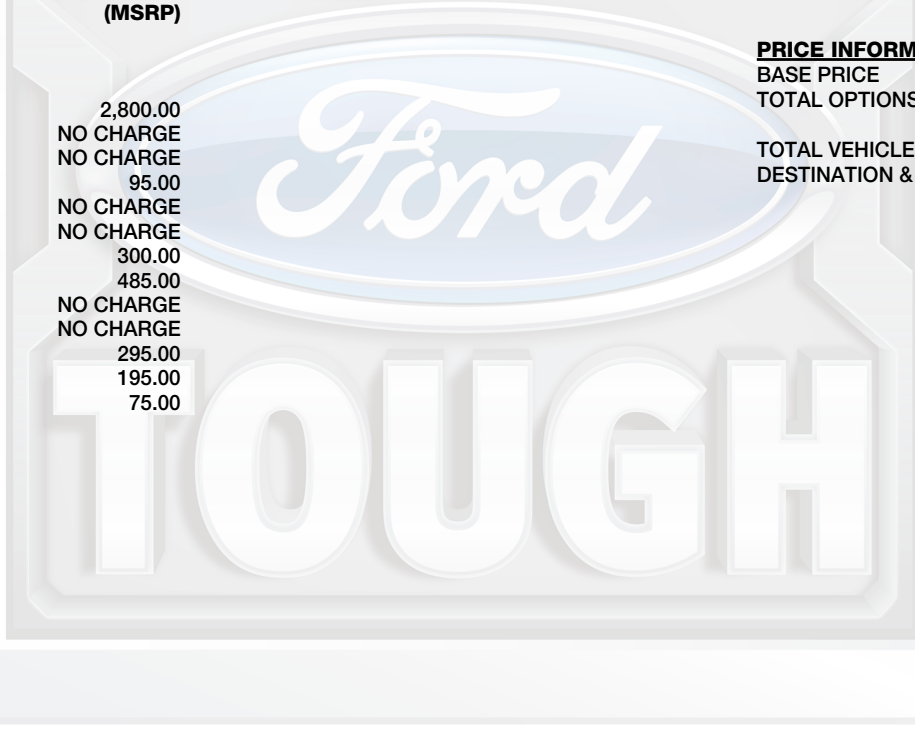 (MSRP)
2,800.00
NO CHARGE
NO CHARGE
95.00
NO CHARGE
NO CHARGE
300.00
485.00
NO CHARGE
NO CHARGE
295.00
195.00
75.00
PRICE INFORM
BASE PRICE
TOTAL OPTIONS
TOTAL VEHICLE
DESTINATION &
Ford
TOUGH